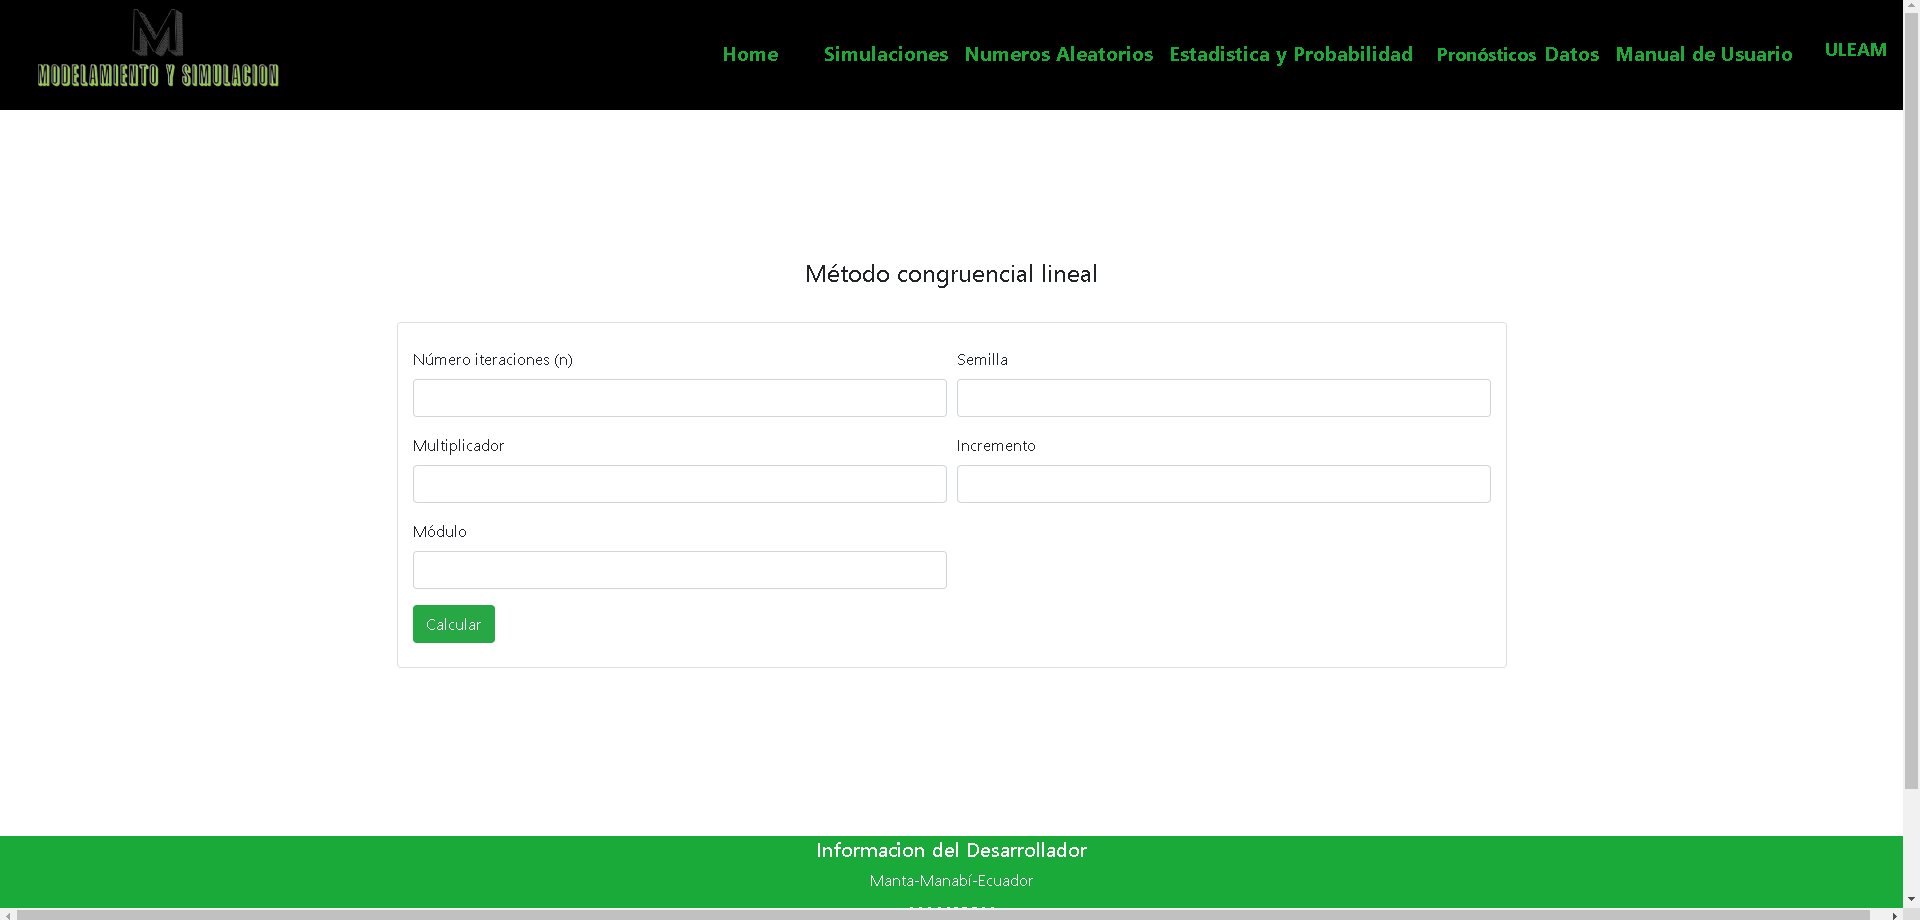 M
MODELAMIENTO Y SIMULACION
Home Simulaciones Numeros Aleatorios Estadistica y Probabilidad Pronósticos Datos Manual de Usuario ULEAM
Método congruencial lineal
Número iteraciones (n) Semilla
Multiplicador Incremento
Módulo
Calcular
Informacion del Desarrollador
Manta-Manabí-Ecuador